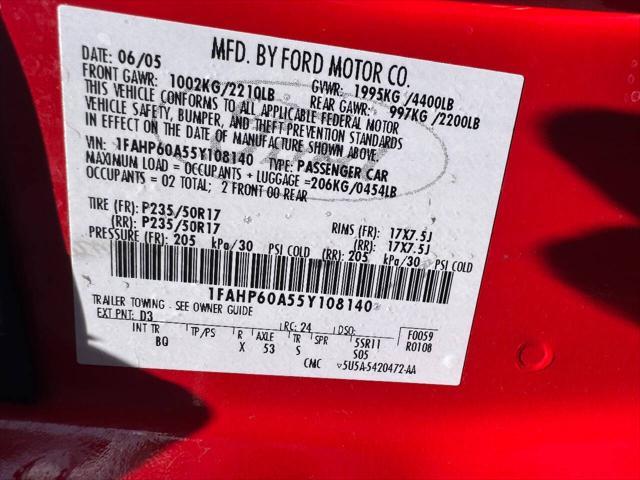 MFD. BY FORD MOTOR CO.
DATE: 06/05
GVWR: 1995KG/4400LB
FRONT GAWR: 1002KG/2210LB
REAR GAWR: 997KG/2200LB
THIS VEHICLE CONFORMS TO ALL APPLICABLE FEDERAL MOTOR
VEHICLE SAFETY, BUMPER, AND THEFT PREVENTION STANDARDS
IN EFFECT ON THE DATE OF MANUFACTURE SHOWN ABOVE.
VIN: 1FAHP60A55Y108140 TYPE: PASSENGER CAR
MAXIMUM LOAD = OCCUPANTS + LUGGAGE =206KG/0454LB
OCCUPANTS = 02 TOTAL; 2 FRONT 00 REAR
TIRE (FR): P235/50R17 RIMS (FR): 17X7.5J
(RR): P235/50R17 (RR): 17X7.5J
PRESSURE (FR): 205 kPa/30 PSI COLD (RR): 205 kPa/30 PSI COLD
1FAHP60A55Y108140
TRAILER TOWING - SEE OWNER GUIDE
EXT PNT: D3 RC: 24 DSO: F0059
INT TR TP/PS R AXLE TR SPR 55R11 R0108
BQ X 53 S S05
CMC ▿5U5A-5420472-AA